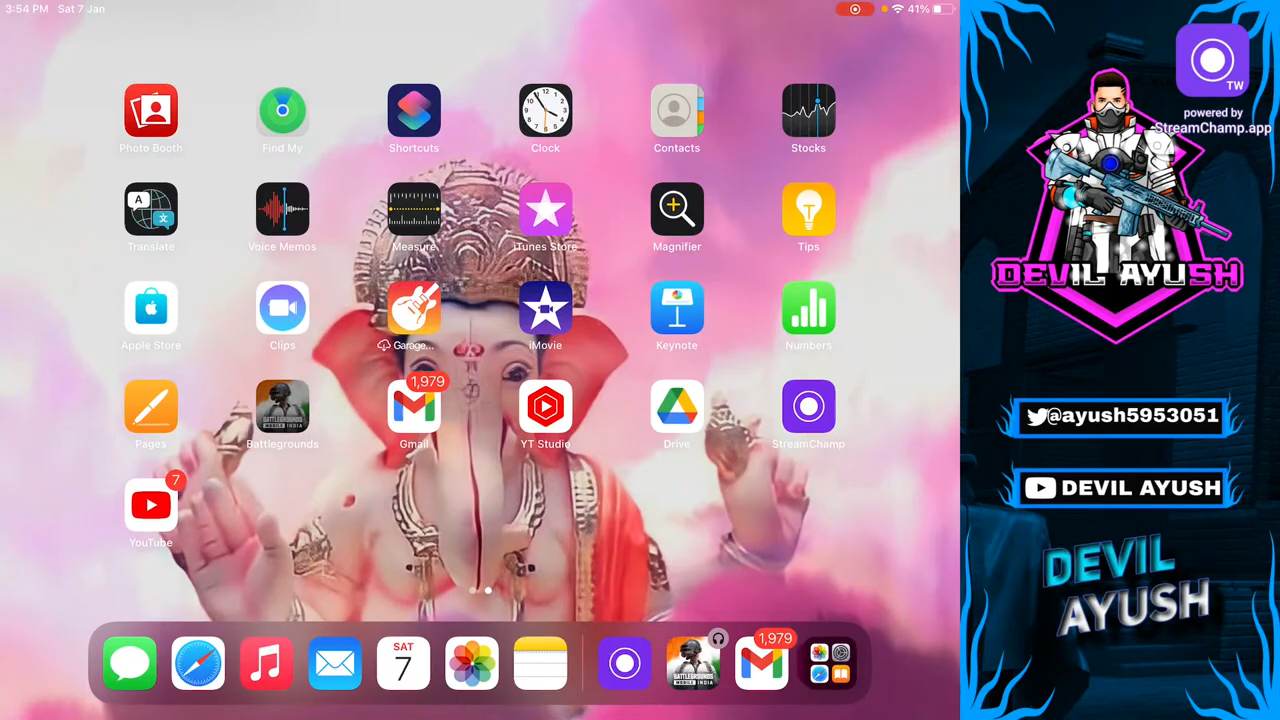 3:54 PM Sat 7 Jan
41%
TW
powered by
StreamChamp.app
Photo Booth
Find My
Shortcuts
Clock
Contacts
Stocks
Translate
Voice Memos
Measure
iTunes Store
Magnifier
Tips
Apple Store
Clips
Garage...
iMovie
Keynote
Numbers
Pages
Battlegrounds
1,979
Gmail
YT Studio
Drive
StreamChamp
7
YouTube
SAT
7
BATTLEGROUNDS
MOBILE INDIA
1,979
DEVIL AYUSH
@ayush5953051
DEVIL AYUSH
DEVIL
AYUSH